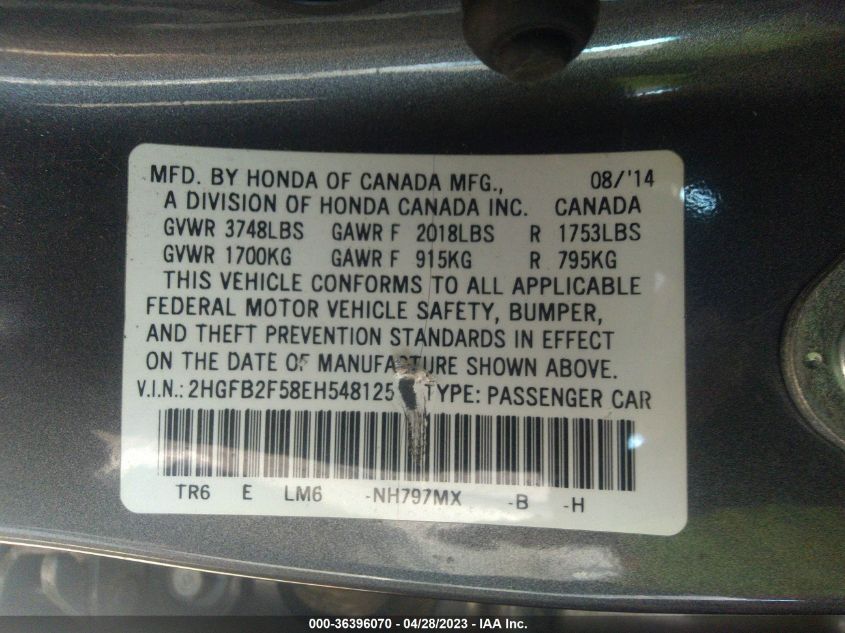 MFD. BY HONDA OF CANADA MFG., 08/'14
A DIVISION OF HONDA CANADA INC. CANADA
GVWR 3748LBS GAWR F 2018LBS R 1753LBS
GVWR 1700KG GAWR F 915KG R 795KG
THIS VEHICLE CONFORMS TO ALL APPLICABLE
FEDERAL MOTOR VEHICLE SAFETY, BUMPER,
AND THEFT PREVENTION STANDARDS IN EFFECT
ON THE DATE OF MANUFACTURE SHOWN ABOVE.
V.I.N.: 2HGFB2F58EH548125 TYPE: PASSENGER CAR
TR6 E LM6 -NH797MX -B -H
000-36396070 / 04/28/2023 - IAA Inc.